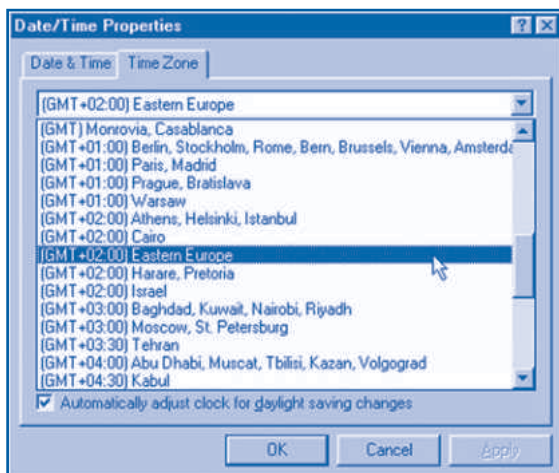 Date/Time Properties
Date & Time Time Zone
(GMT+02:00) Eastern Europe
(GMT) Monrovia, Casablanca
(GMT+01:00) Berlin, Stockholm, Rome, Bern, Brussels, Vienna, Amsterda
(GMT+01:00) Paris, Madrid
(GMT+01:00) Prague, Bratislava
(GMT+01:00) Warsaw
(GMT+02:00) Athens, Helsinki, Istanbul
(GMT+02:00) Cairo
(GMT+02:00) Eastern Europe
(GMT+02:00) Harare, Pretoria
(GMT+02:00) Israel
(GMT+03:00) Baghdad, Kuwait, Nairobi, Riyadh
(GMT+03:00) Moscow, St. Petersburg
(GMT+03:30) Tehran
(GMT+04:00) Abu Dhabi, Muscat, Tbilisi, Kazan, Volgograd
(GMT+04:30) Kabul
Automatically adjust clock for daylight saving changes
OK Cancel Apply